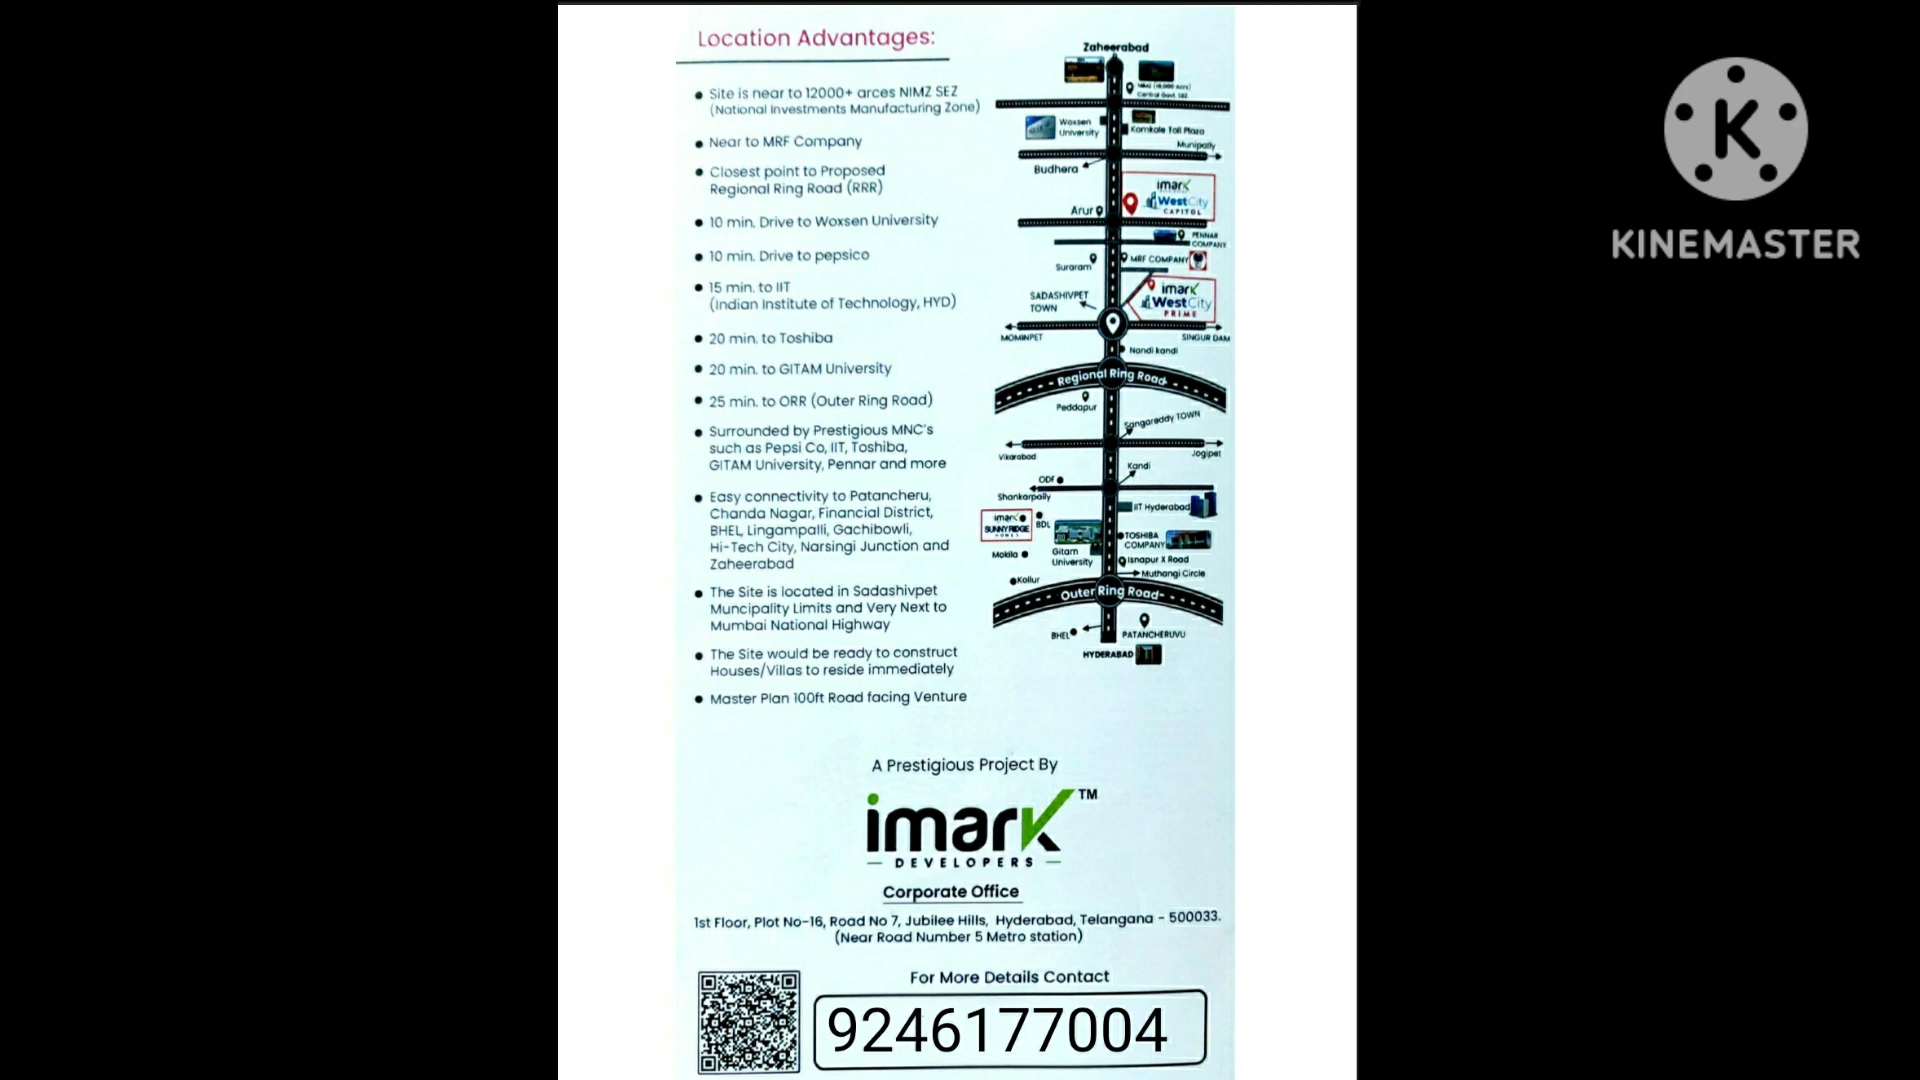 Location Advantages:
Site is near to 12000+ arces NIMZ SEZ
(National Investments Manufacturing Zone)
Near to MRF Company
Closest point to Proposed
Regional Ring Road (RRR)
10 min. Drive to Woxsen University
10 min. Drive to pepsico
15 min. to IIT
(Indian Institute of Technology, HYD)
20 min. to Toshiba
20 min. to GITAM University
25 min. to ORR (Outer Ring Road)
Surrounded by Prestigious MNC's
such as Pepsi Co, IIT, Toshiba,
GITAM University, Pennar and more
Easy connectivity to Patancheru,
Chanda Nagar, Financial District,
BHEL, Lingampalli, Gachibowli,
Hi-Tech City, Narsingi Junction and
Zaheerabad
The Site is located in Sadashivpet
Muncipality Limits and Very Next to
Mumbai National Highway
The Site would be ready to construct
Houses/Villas to reside immediately
Master Plan 100ft Road facing Venture
Zaheerabad
Central Govt. SEZ
Woxsen
University
Komkole Toll Plaza
Munipally
Budhera
imark
WestCity
CAPITOL
Arur
PENNAR
COMPANY
Suraram
MRF COMPANY
SADASHIVPET
TOWN
imark
WestCity
PRIME
MOMINPET
SINGUR DAM
Nandi kandi
Regional Ring Road
Peddapur
Sangareddy TOWN
Vikarabad
Jogipet
Kandi
ODF
Shankarpally
IIT Hyderabad
imark
SUNNYRIDGE
HOMES
BDL
TOSHIBA
COMPANY
Mokila
Gitam
University
Isnapur X Road
Muthangi Circle
Kollur
Outer Ring Road
BHEL
PATANCHERUVU
HYDERABAD
A Prestigious Project By
imark TM
DEVELOPERS
Corporate Office
1st Floor, Plot No-16, Road No 7, Jubilee Hills, Hyderabad, Telangana - 500033.
(Near Road Number 5 Metro station)
For More Details Contact
9246177004
K
KINEMASTER